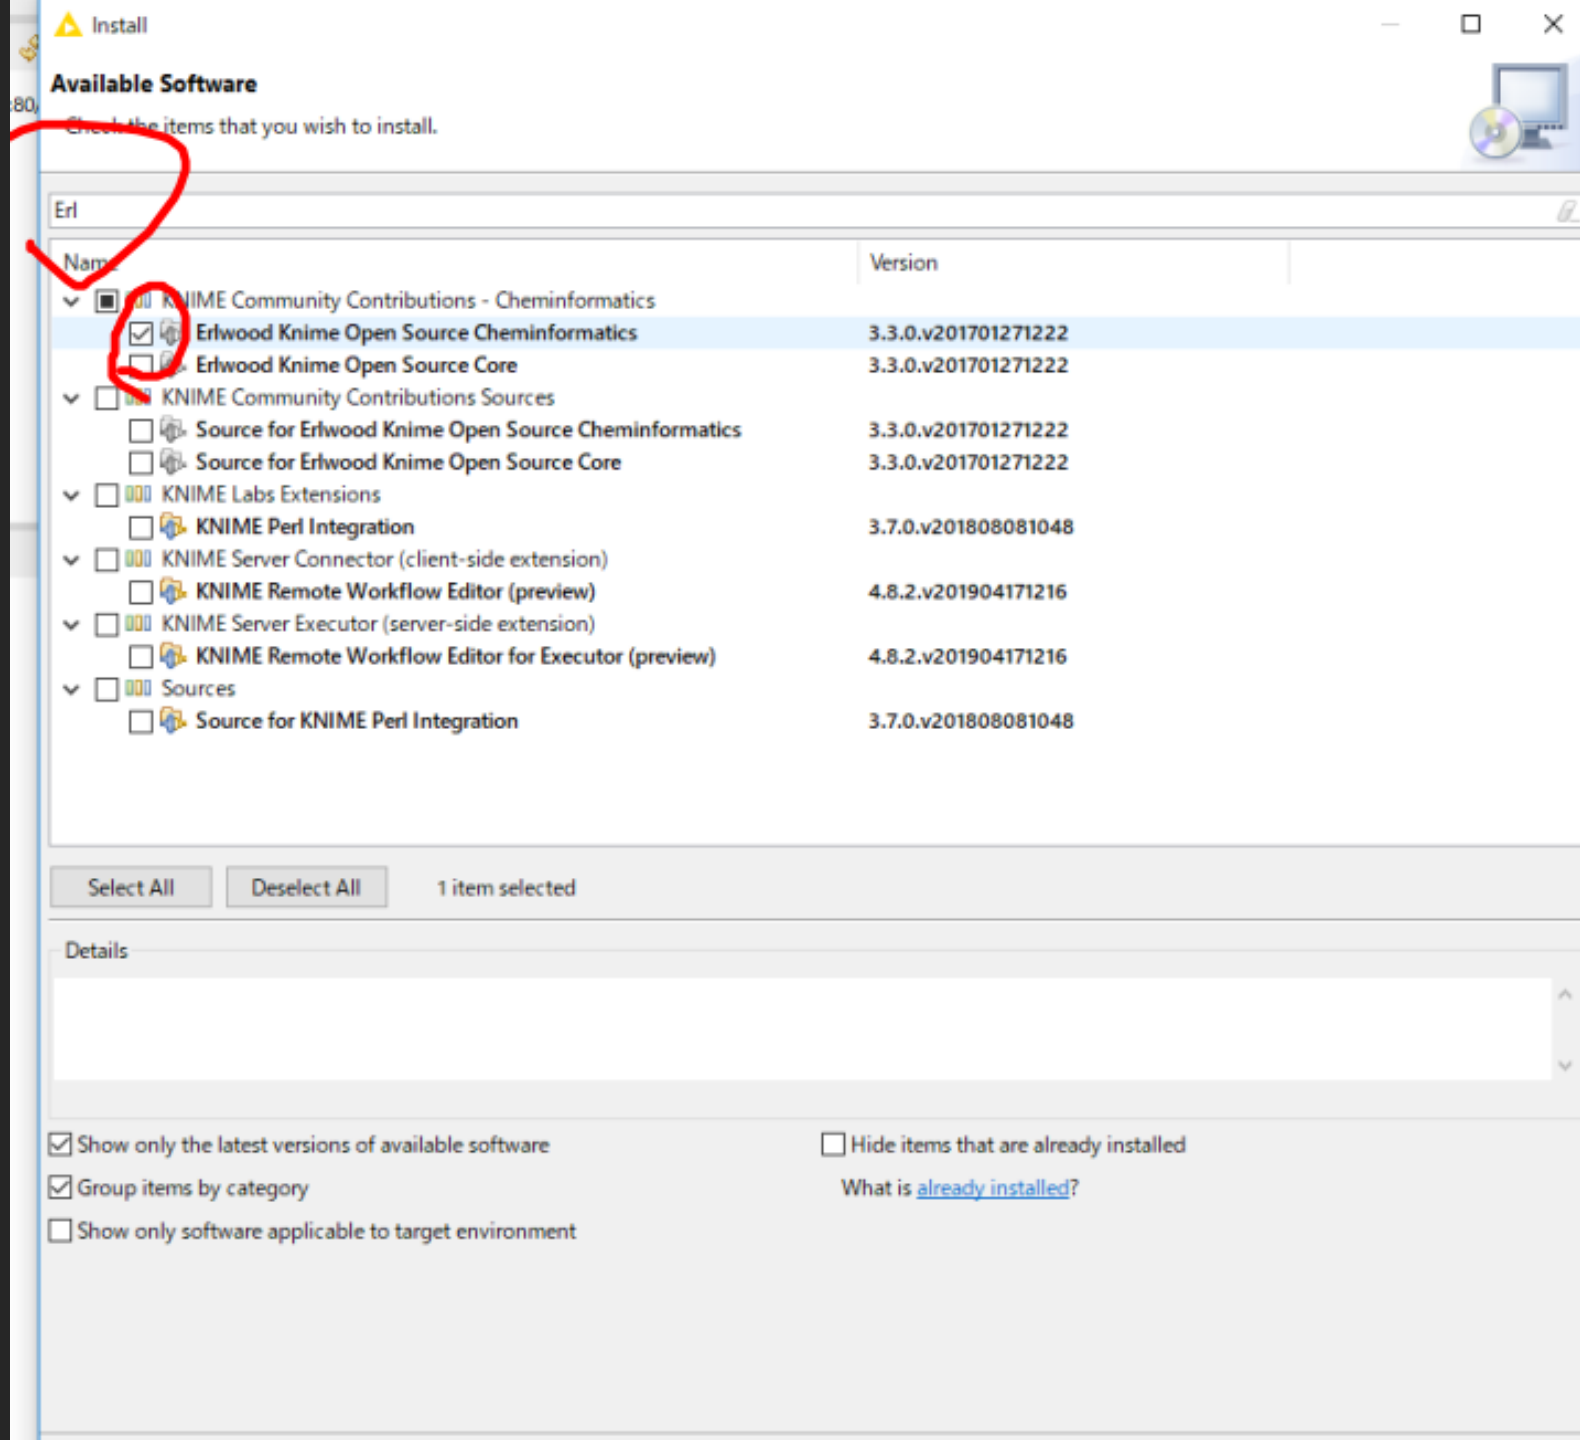 Install
Available Software
:80/
Check the items that you wish to install.
Erl
Name Version
KNIME Community Contributions - Cheminformatics
Erlwood Knime Open Source Cheminformatics 3.3.0.v201701271222
Erlwood Knime Open Source Core 3.3.0.v201701271222
KNIME Community Contributions Sources
Source for Erlwood Knime Open Source Cheminformatics 3.3.0.v201701271222
Source for Erlwood Knime Open Source Core 3.3.0.v201701271222
KNIME Labs Extensions
KNIME Perl Integration 3.7.0.v201808081048
KNIME Server Connector (client-side extension)
KNIME Remote Workflow Editor (preview) 4.8.2.v201904171216
KNIME Server Executor (server-side extension)
KNIME Remote Workflow Editor for Executor (preview) 4.8.2.v201904171216
Sources
Source for KNIME Perl Integration 3.7.0.v201808081048
Select All Deselect All 1 item selected
Details
Show only the latest versions of available software Hide items that are already installed
Group items by category What is already installed?
Show only software applicable to target environment